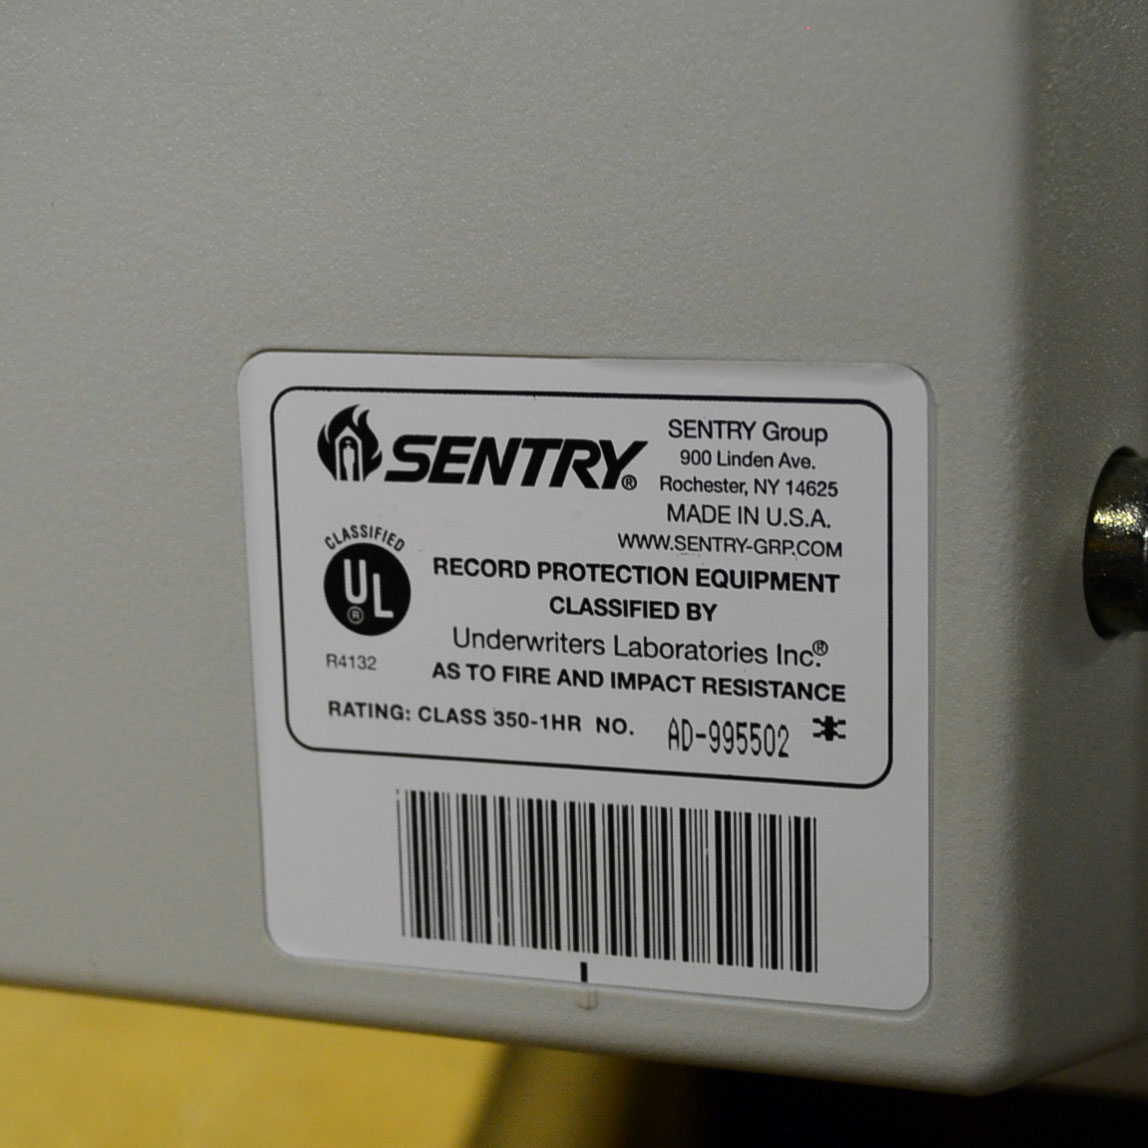 SENTRY®
SENTRY Group
900 Linden Ave.
Rochester, NY 14625
MADE IN U.S.A.
WWW.SENTRY-GRP.COM
CLASSIFIED
UL®
R4132
RECORD PROTECTION EQUIPMENT
CLASSIFIED BY
Underwriters Laboratories Inc.®
AS TO FIRE AND IMPACT RESISTANCE
RATING: CLASS 350-1HR NO. AD-995502